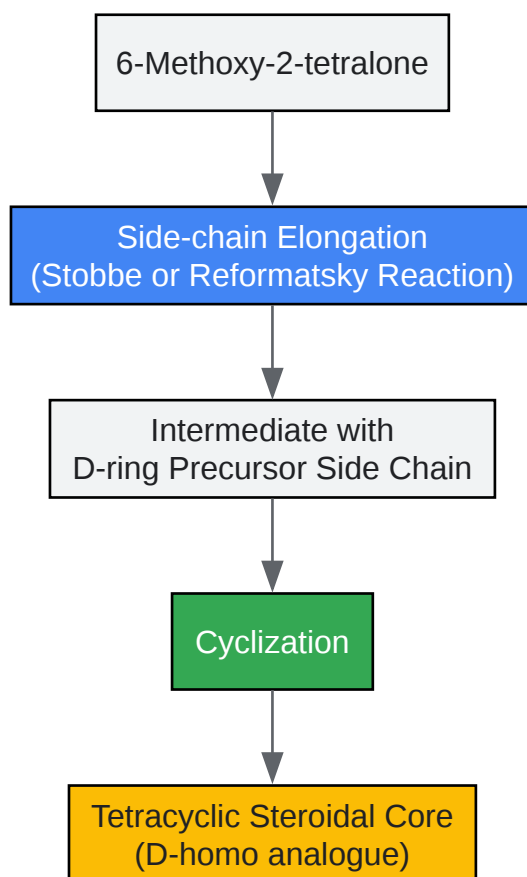 6-Methoxy-2-tetralone
Side-chain Elongation
(Stobbe or Reformatsky Reaction)
Intermediate with
D-ring Precursor Side Chain
Cyclization
Tetracyclic Steroidal Core
(D-homo analogue)